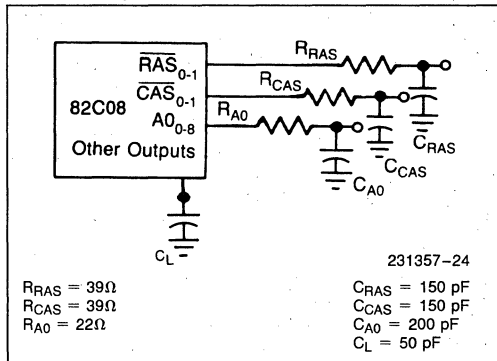 82C08
RAS0-1
CAS0-1
A00-8
Other Outputs
RRAS
RCAS
RA0
CRAS
CCAS
CA0
CL
231357-24
RRAS = 39Ω
RCAS = 39Ω
RA0 = 22Ω
CRAS = 150 pF
CCAS = 150 pF
CA0 = 200 pF
CL = 50 pF